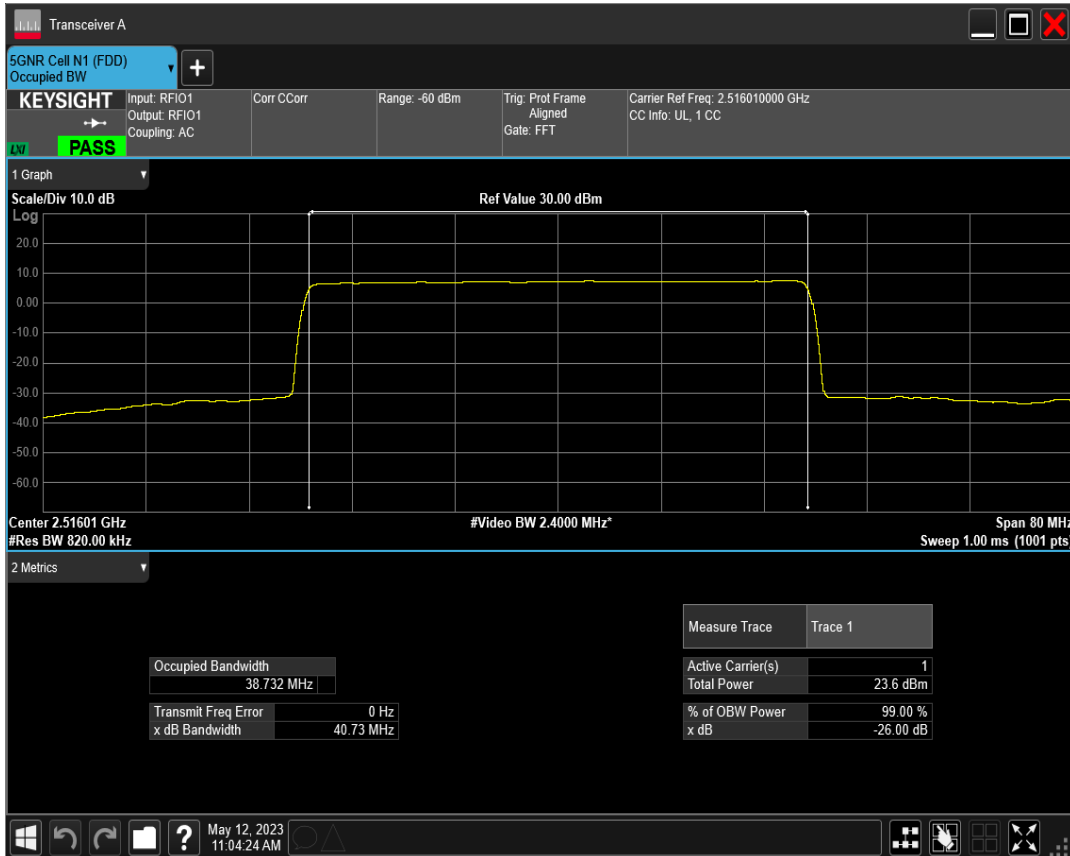 Transceiver A
5GNR Cell N1 (FDD)
Occupied BW
+
KEYSIGHT
LXI
PASS
Input: RFIO1
Output: RFIO1
Coupling: AC
Corr CCorr
Range: -60 dBm
Trig: Prot Frame
Aligned
Gate: FFT
Carrier Ref Freq: 2.516010000 GHz
CC Info: UL, 1 CC
1 Graph
Scale/Div 10.0 dB
Ref Value 30.00 dBm
Log
20.0
10.0
0.00
-10.0
-20.0
-30.0
-40.0
-50.0
-60.0
Center 2.51601 GHz
#Video BW 2.4000 MHz*
Span 80 MHz
#Res BW 820.00 kHz
Sweep 1.00 ms (1001 pts)
2 Metrics
Measure Trace Trace 1
Occupied Bandwidth
38.732 MHz
Active Carrier(s) 1
Total Power 23.6 dBm
Transmit Freq Error 0 Hz
x dB Bandwidth 40.73 MHz
% of OBW Power 99.00 %
x dB -26.00 dB
?
May 12, 2023
11:04:24 AM